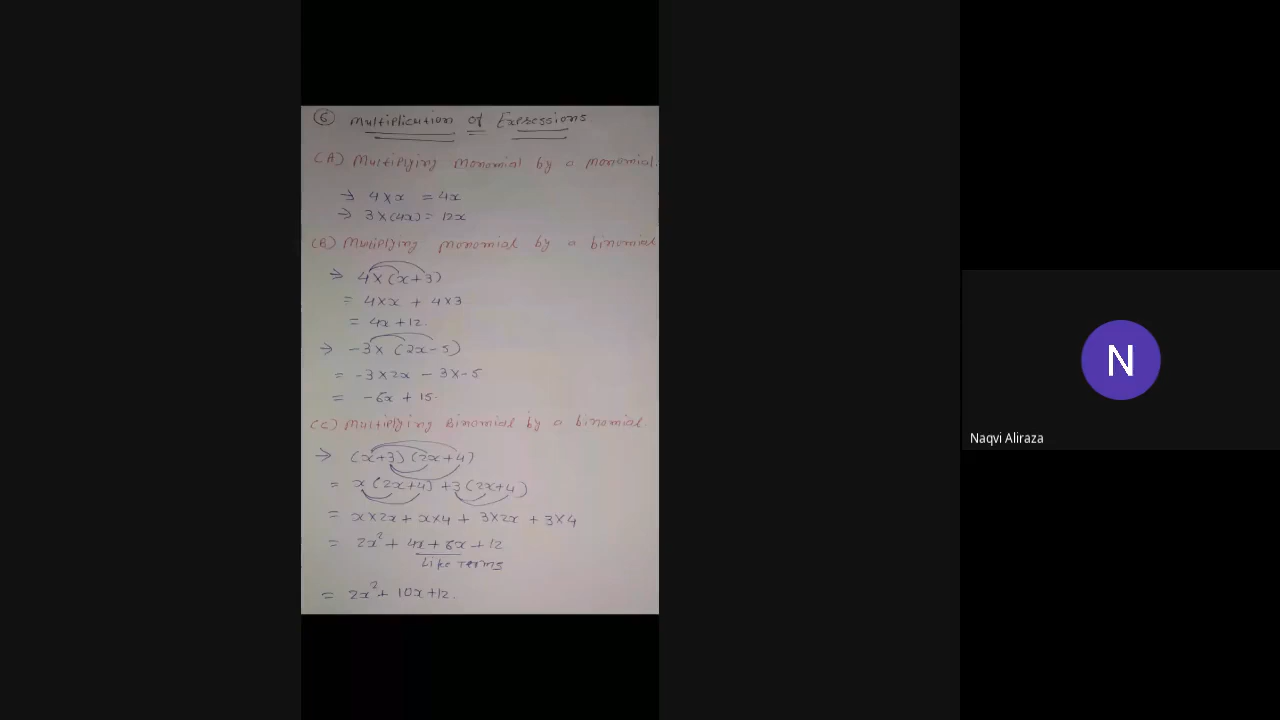 ⑥ Multiplication of Expressions
(A) Multiplying Monomial by a monomial.
→ 4 × x = 4x
→ 3 × (4x) = 12x
(B) Multiplying monomial by a binomial
→ 4 × (x + 3)
= 4 × x + 4 × 3
= 4x + 12.
→ -3 × (2x - 5)
= -3 × 2x - 3 × -5
= -6x + 15.
(C) Multiplying Binomial by a binomial.
→ (x+3) (2x+4)
= x (2x+4) + 3 (2x+4)
= x × 2x + x × 4 + 3 × 2x + 3 × 4
= 2x² + 4x + 6x + 12
Like Terms
= 2x² + 10x + 12.
N
Naqvi Aliraza